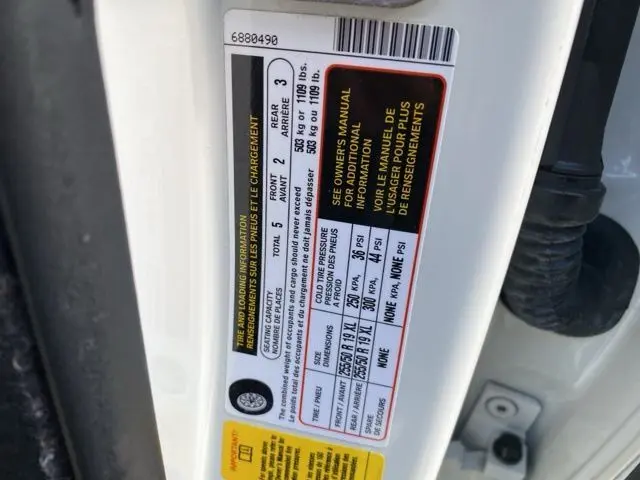 6880490
TIRE AND LOADING INFORMATION
RENSEIGNEMENTS SUR LES PNEUS ET LE CHARGEMENT
SEATING CAPACITY TOTAL 5 FRONT 2 REAR 3
NOMBRE DE PLACES AVANT ARRIÈRE
The combined weight of occupants and cargo should never exceed 503 kg or 1109 lbs.
Le poids total des occupants et du chargement ne doit jamais dépasser 503 kg ou 1109 lb.
TIRE / PNEU SIZE COLD TIRE PRESSURE
DIMENSIONS PRESSION DES PNEUS
A FROID
FRONT / AVANT 255/50 R 19 XL 250 KPA, 36 PSI
REAR / ARRIÈRE 255/50 R 19 XL 300 KPA, 44 PSI
SPARE
DE SECOURS NONE NONE KPA, NONE PSI
SEE OWNER'S MANUAL
FOR ADDITIONAL
INFORMATION
VOIR LE MANUEL DE
L'USAGER POUR PLUS
DE RENSEIGNEMENTS
IMPORTANT: